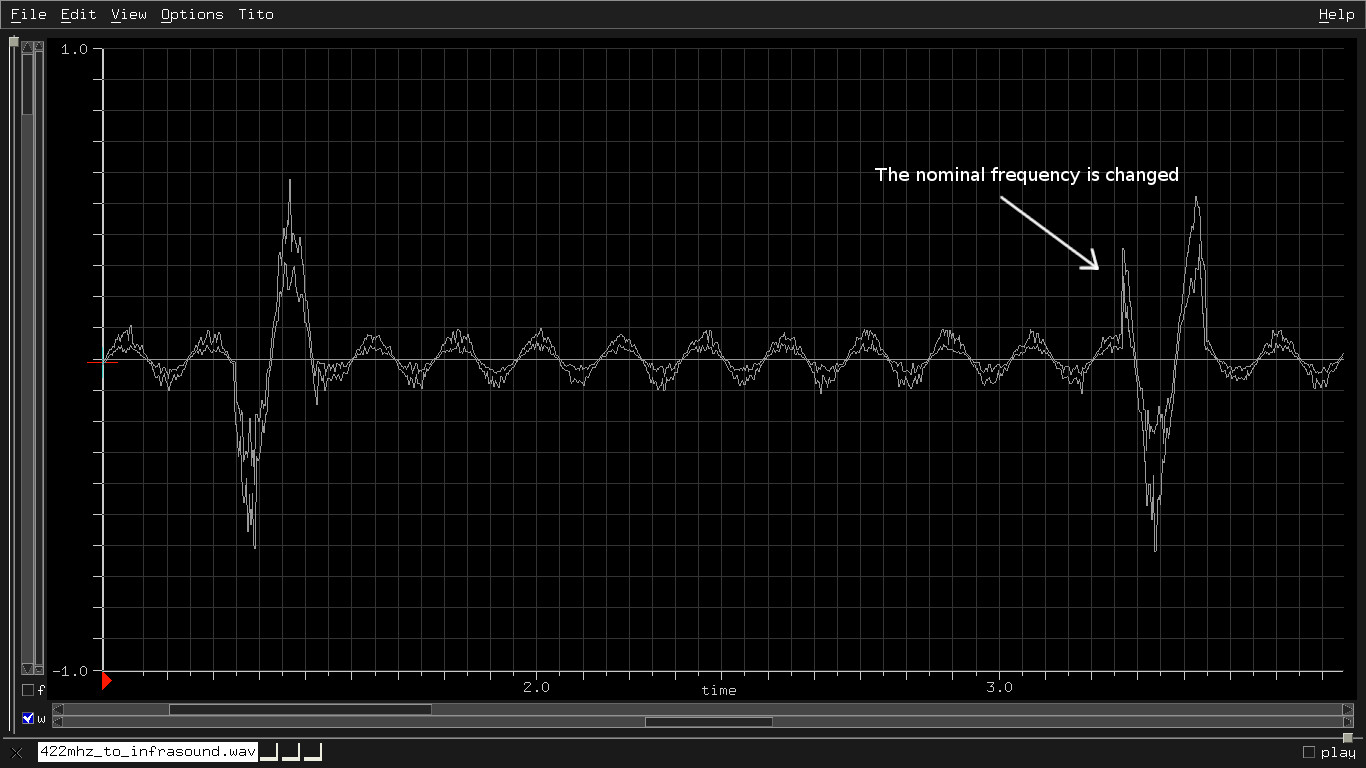 File Edit View Options Tito Help
1.0
The nominal frequency is changed
-1.0
f
2.0 time 3.0
w
422mhz_to_infrasound.wav play